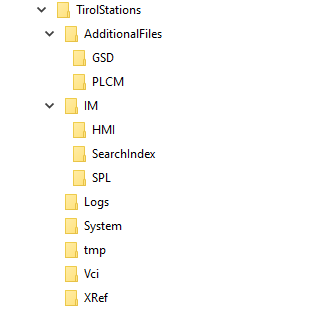 TirolStations
AdditionalFiles
GSD
PLCM
IM
HMI
SearchIndex
SPL
Logs
System
tmp
Vci
XRef